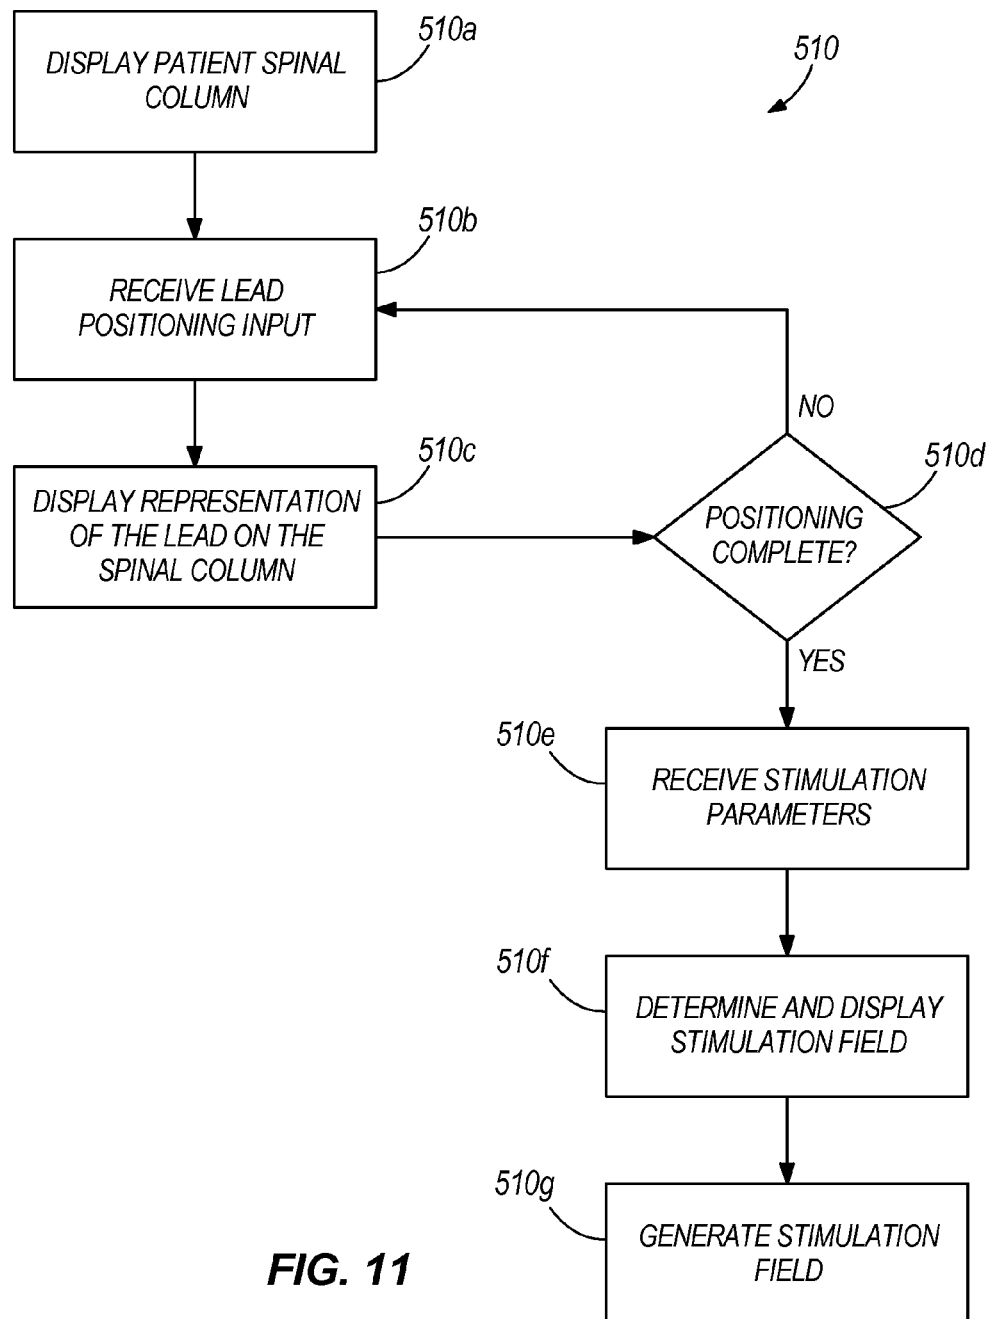 510a
DISPLAY PATIENT SPINAL
COLUMN
510
510b
RECEIVE LEAD
POSITIONING INPUT
NO
510c
DISPLAY REPRESENTATION
OF THE LEAD ON THE
SPINAL COLUMN
510d
POSITIONING
COMPLETE?
YES
510e
RECEIVE STIMULATION
PARAMETERS
510f
DETERMINE AND DISPLAY
STIMULATION FIELD
510g
GENERATE STIMULATION
FIELD
FIG. 11